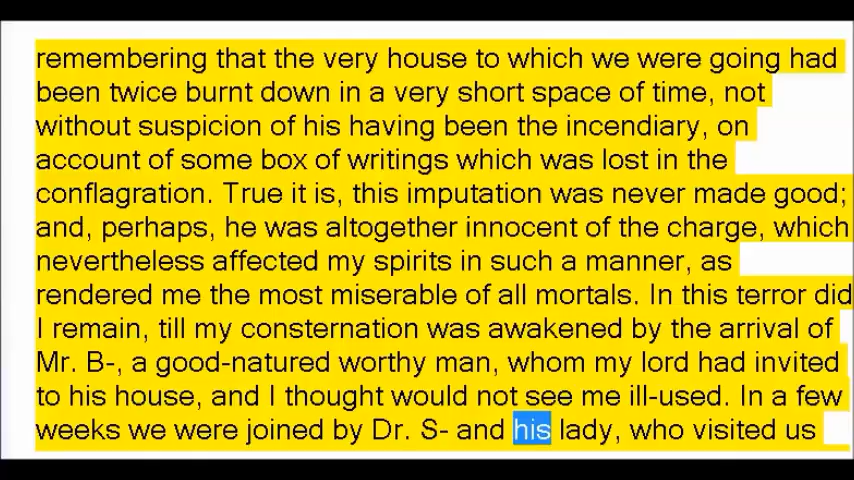 remembering that the very house to which we were going had
been twice burnt down in a very short space of time, not
without suspicion of his having been the incendiary, on
account of some box of writings which was lost in the
conflagration. True it is, this imputation was never made good;
and, perhaps, he was altogether innocent of the charge, which
nevertheless affected my spirits in such a manner, as
rendered me the most miserable of all mortals. In this terror did
I remain, till my consternation was awakened by the arrival of
Mr. B-, a good-natured worthy man, whom my lord had invited
to his house, and I thought would not see me ill-used. In a few
weeks we were joined by Dr. S- and his lady, who visited us